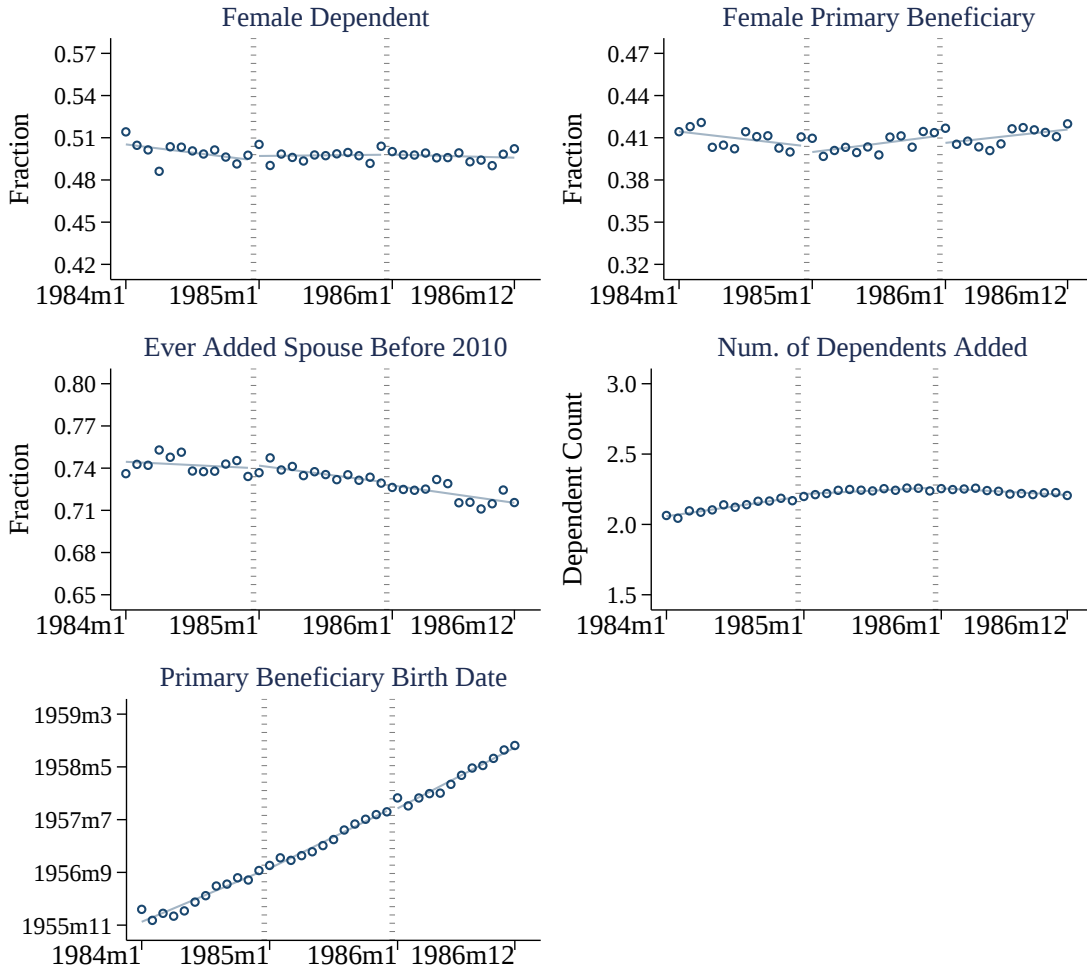 Female Dependent
Fraction
0.57
0.54
0.51
0.48
0.45
0.42
1984m1
1985m1
1986m1
1986m12
Female Primary Beneficiary
Fraction
0.47
0.44
0.41
0.38
0.35
0.32
1984m1
1985m1
1986m1
1986m12
Ever Added Spouse Before 2010
Fraction
0.80
0.77
0.74
0.71
0.68
0.65
1984m1
1985m1
1986m1
1986m12
Num. of Dependents Added
Dependent Count
3.0
2.5
2.0
1.5
1984m1
1985m1
1986m1
1986m12
Primary Beneficiary Birth Date
1959m3
1958m5
1957m7
1956m9
1955m11
1984m1
1985m1
1986m1
1986m12